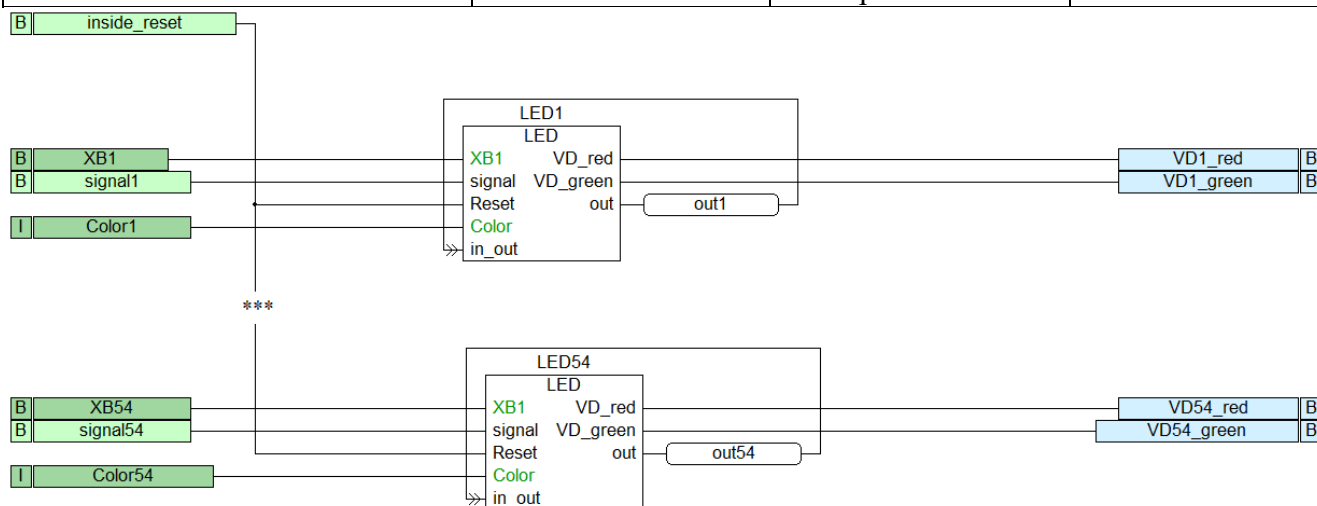 B inside_reset
LED1
LED
B XB1 XB1 VD_red VD1_red B
B signal1 signal VD_green VD1_green B
Reset out out1
I Color1 Color
in_out
***
LED54
LED
B XB54 XB1 VD_red VD54_red B
B signal54 signal VD_green VD54_green B
Reset out out54
I Color54 Color
in_out